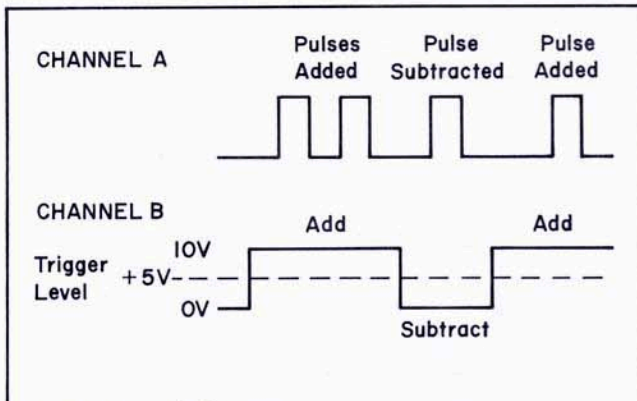 CHANNEL A
Pulses Added
Pulse Subtracted
Pulse Added
CHANNEL B
Add
Add
10V
Trigger Level
+5V
0V
Subtract